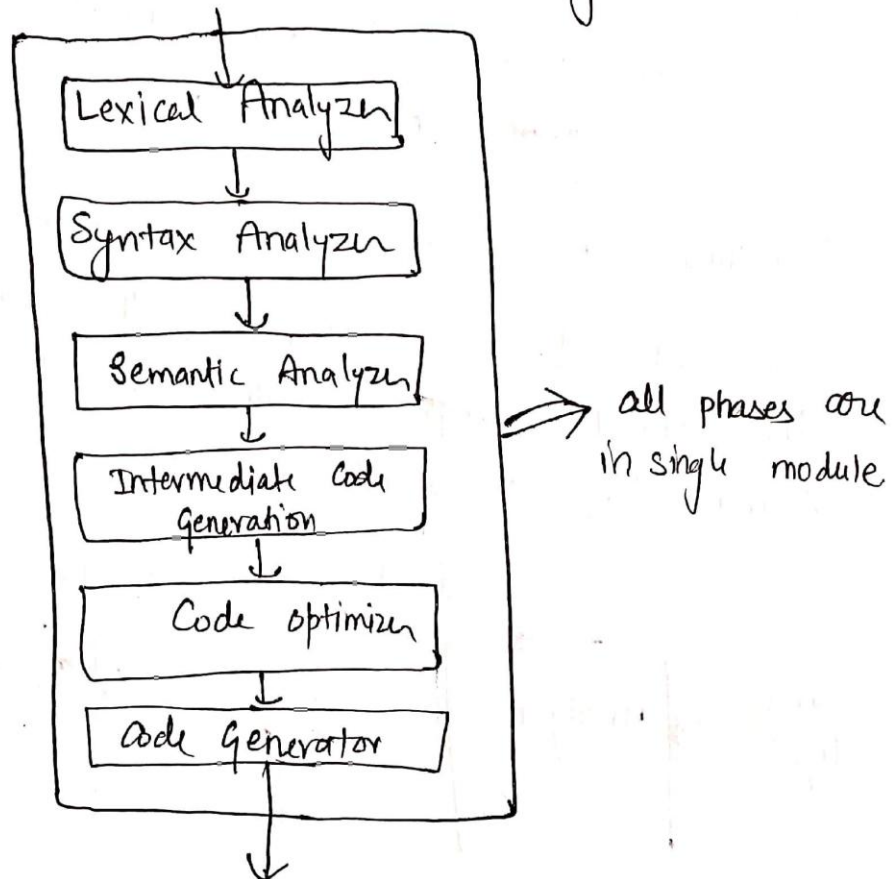 Lexical Analyzer
Syntax Analyzer
Semantic Analyzer
Intermediate Code
Generation
Code optimizer
Code Generator
all phases are
in single module